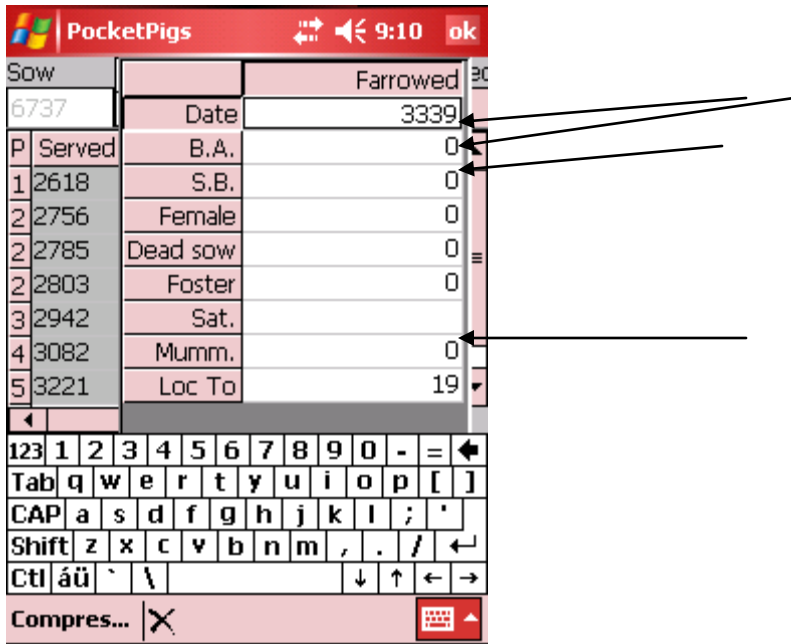 PocketPigs 9:10 ok
Sow Farrowed
6737 Date 3339
P Served B.A. 0
1 2618 S.B. 0
2 2756 Female 0
2 2785 Dead sow 0
2 2803 Foster 0
3 2942 Sat.
4 3082 Mumm. 0
5 3221 Loc To 19
123 1 2 3 4 5 6 7 8 9 0 - =
Tab q w e r t y u i o p [ ]
CAP a s d f g h j k l ; '
Shift z x c v b n m , . /
Ctl áü ` \
Compres...